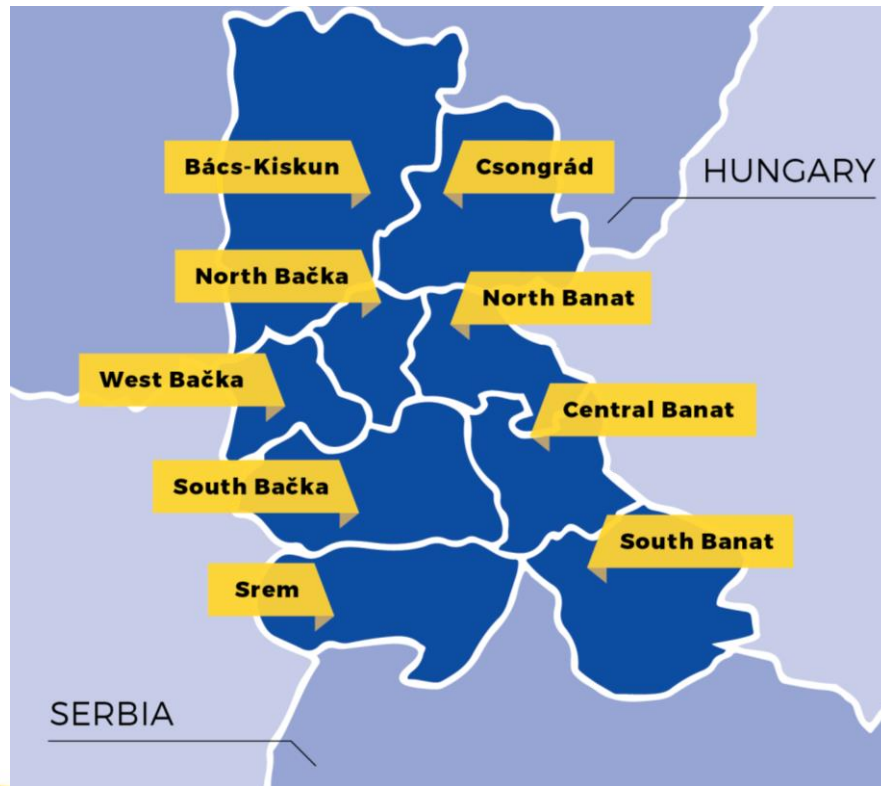 Bács-Kiskun
Csongrád
HUNGARY
North Bačka
North Banat
West Bačka
Central Banat
South Bačka
South Banat
Srem
SERBIA